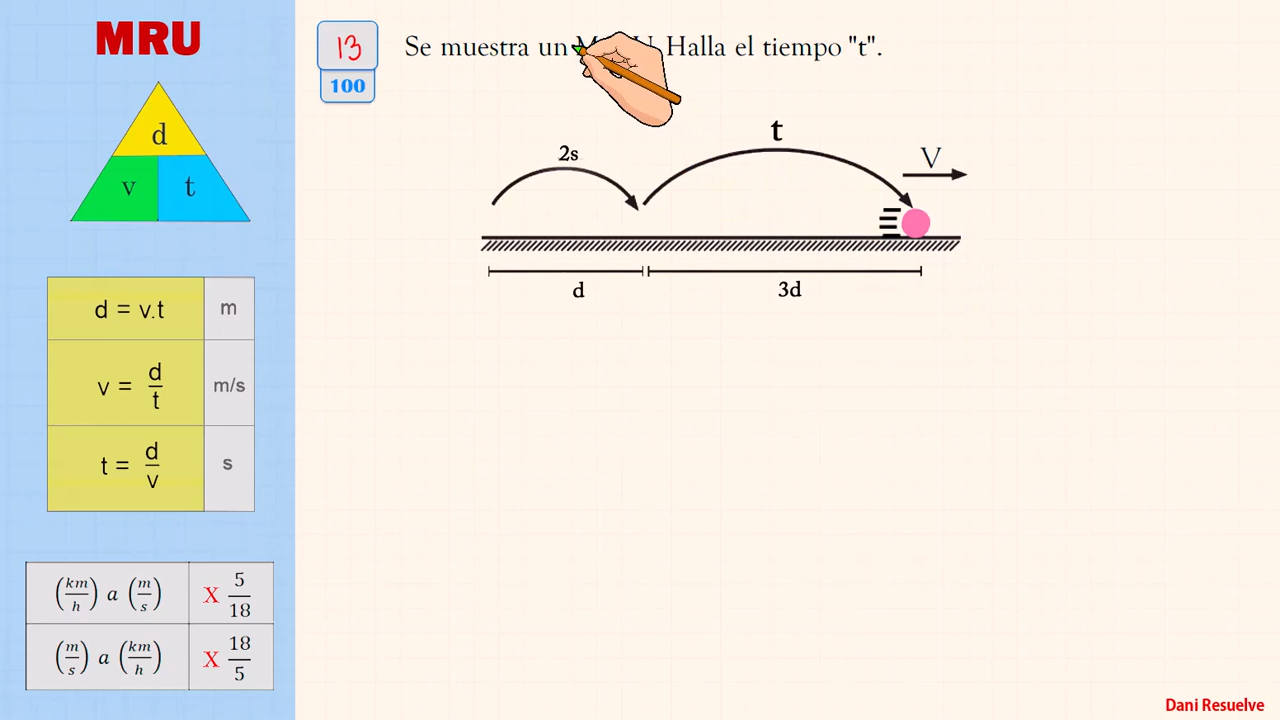 MRU
d
v t
d = v.t m
v = d/t m/s
t = d/v s
(km/h) a (m/s) X 5/18
(m/s) a (km/h) X 18/5
13
100
Se muestra un Halla el tiempo "t".
2s
t
V
d
3d
Dani Resuelve